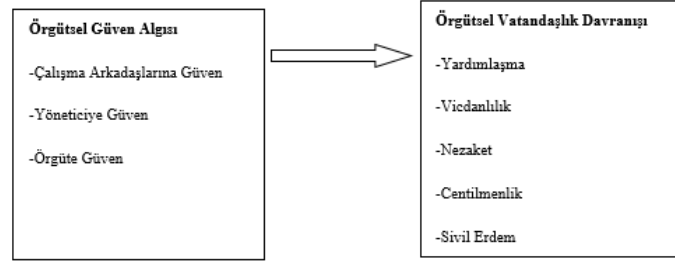 Örgütsel Güven Algısı
-Çalışma Arkadaşlarına Güven
-Yöneticiye Güven
-Örgüte Güven
Örgütsel Vatandaşlık Davranışı
-Yardımlaşma
-Vicdanlılık
-Nezaket
-Centilmenlik
-Sivil Erdem